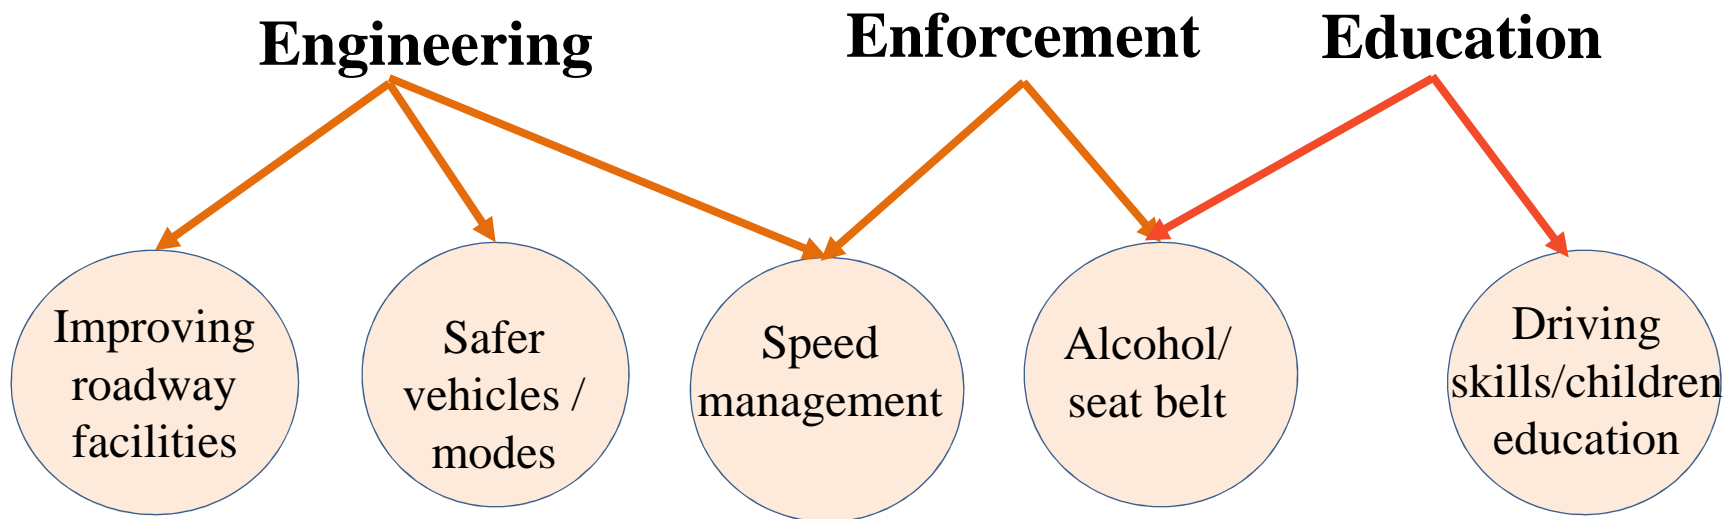 Engineering
Enforcement
Education
Improving
roadway
facilities
Safer
vehicles /
modes
Speed
management
Alcohol/
seat belt
Driving
skills/children
education